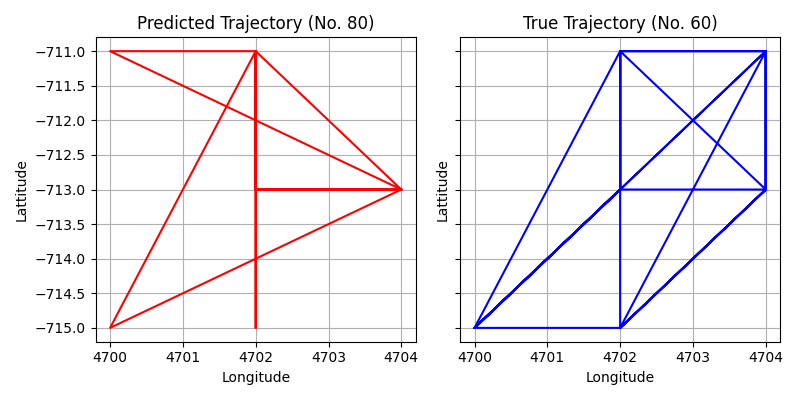 Predicted Trajectory (No. 80)
True Trajectory (No. 60)
−711.0
−711.5
−712.0
−712.5
−713.0
−713.5
−714.0
−714.5
−715.0
Lattitude
Lattitude
4700 4701 4702 4703 4704
4700 4701 4702 4703 4704
Longitude
Longitude